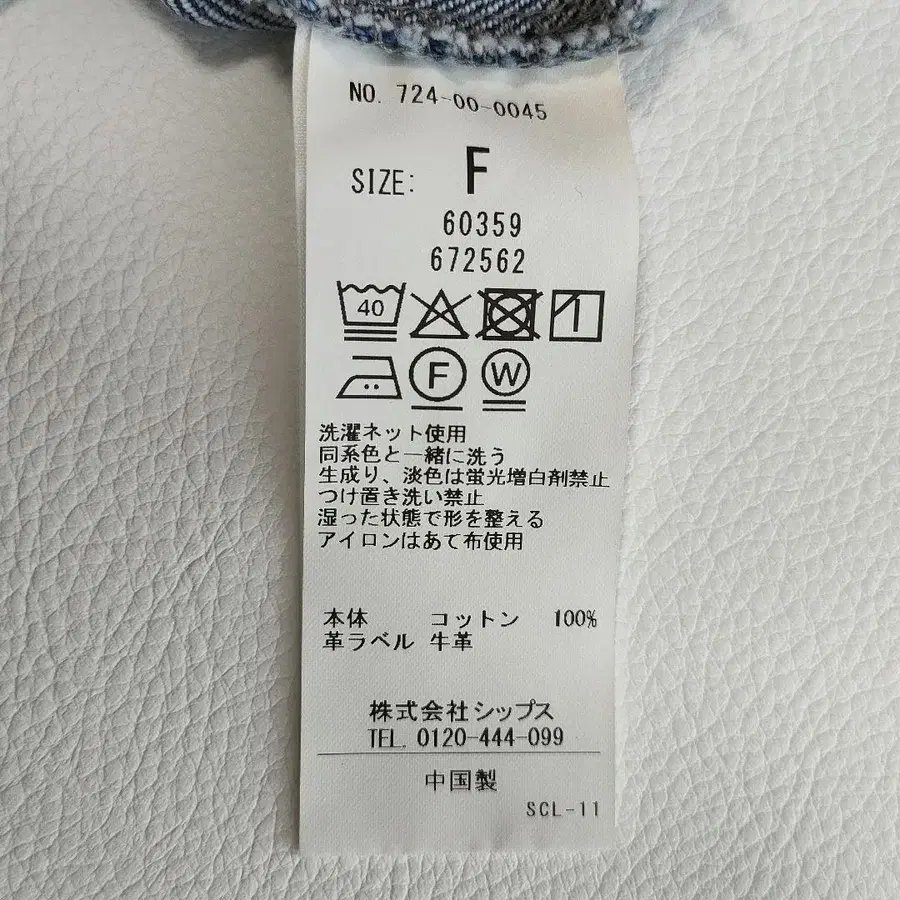 NO. 724-00-0045
SIZE: F
60359
672562
40
F W
洗濯ネット使用
同系色と一緒に洗う
生成り、淡色は蛍光増白剤禁止
つけ置き洗い禁止
湿った状態で形を整える
アイロンはあて布使用
本体 コットン 100%
革ラベル 牛革
株式会社シップス
TEL. 0120-444-099
中国製
SCL-11